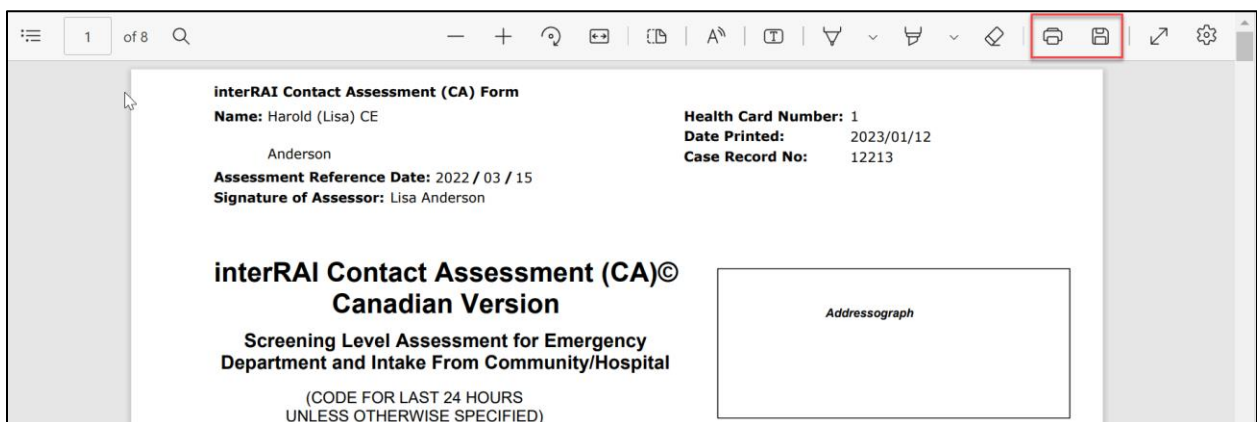 1 of 8
interRAI Contact Assessment (CA) Form
Name: Harold (Lisa) CE
Anderson
Assessment Reference Date: 2022 / 03 / 15
Signature of Assessor: Lisa Anderson
Health Card Number: 1
Date Printed: 2023/01/12
Case Record No: 12213
interRAI Contact Assessment (CA)©
Canadian Version
Screening Level Assessment for Emergency
Department and Intake From Community/Hospital
(CODE FOR LAST 24 HOURS
UNLESS OTHERWISE SPECIFIED)
Addressograph